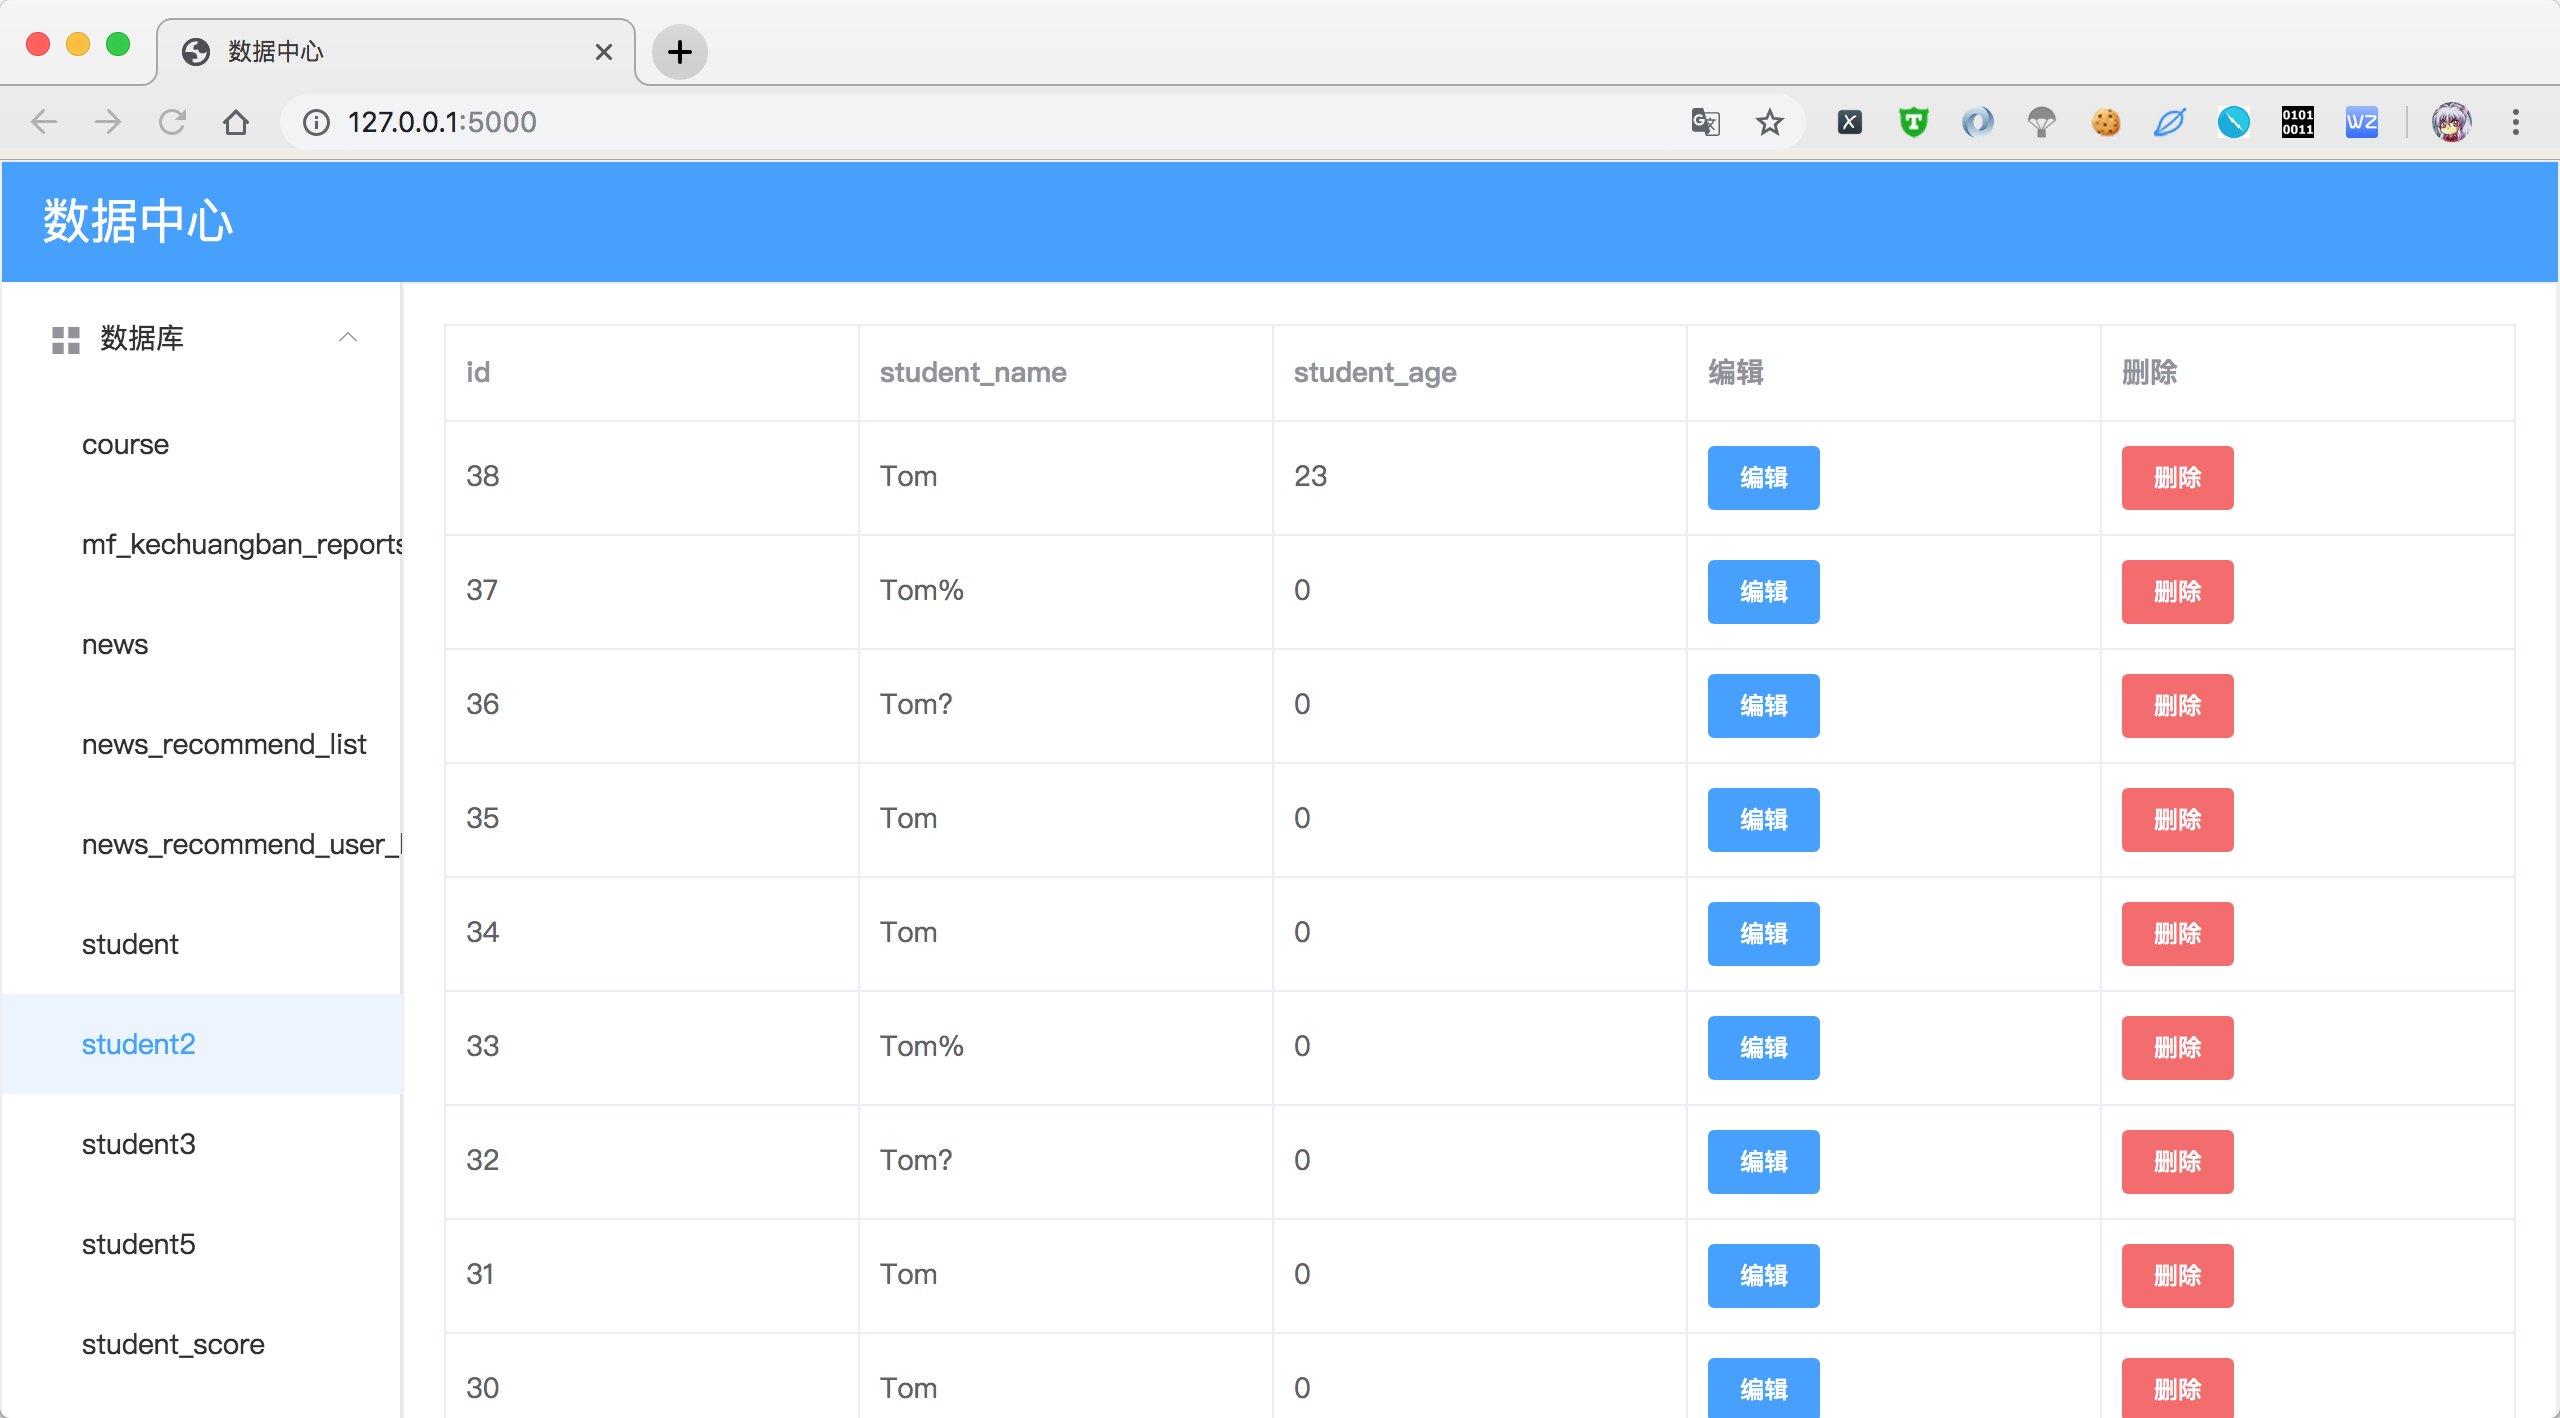 数据中心
127.0.0.1:5000
0101
0011
WZ
数据中心
数据库
course
mf_kechuangban_reports
news
news_recommend_list
news_recommend_user_
student
student2
student3
student5
student_score
id student_name student_age 编辑 删除
38 Tom 23 编辑 删除
37 Tom% 0 编辑 删除
36 Tom? 0 编辑 删除
35 Tom 0 编辑 删除
34 Tom 0 编辑 删除
33 Tom% 0 编辑 删除
32 Tom? 0 编辑 删除
31 Tom 0 编辑 删除
30 Tom 0 编辑 删除